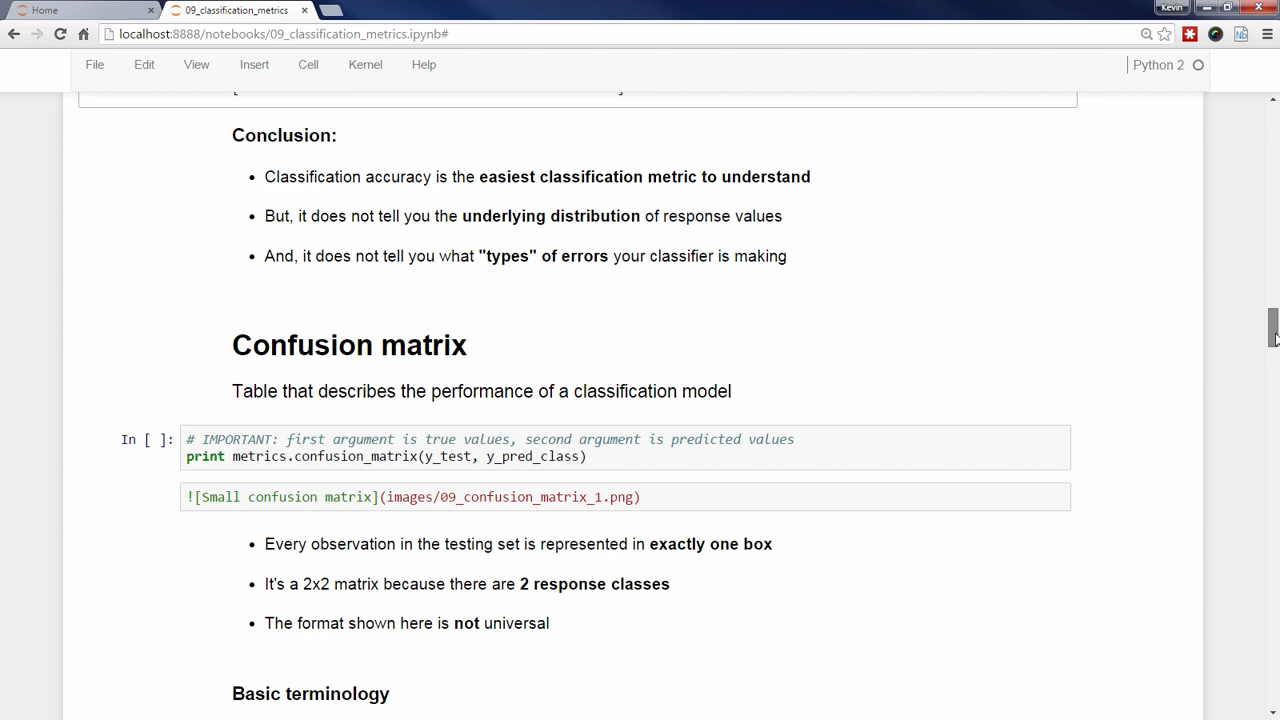 Home
09_classification_metrics
Kevin
localhost:8888/notebooks/09_classification_metrics.ipynb#
File Edit View Insert Cell Kernel Help
Python 2
Conclusion:
• Classification accuracy is the easiest classification metric to understand
• But, it does not tell you the underlying distribution of response values
• And, it does not tell you what "types" of errors your classifier is making
Confusion matrix
Table that describes the performance of a classification model
In [ ]:
# IMPORTANT: first argument is true values, second argument is predicted values
print metrics.confusion_matrix(y_test, y_pred_class)
![Small confusion matrix](images/09_confusion_matrix_1.png)
• Every observation in the testing set is represented in exactly one box
• It's a 2x2 matrix because there are 2 response classes
• The format shown here is not universal
Basic terminology